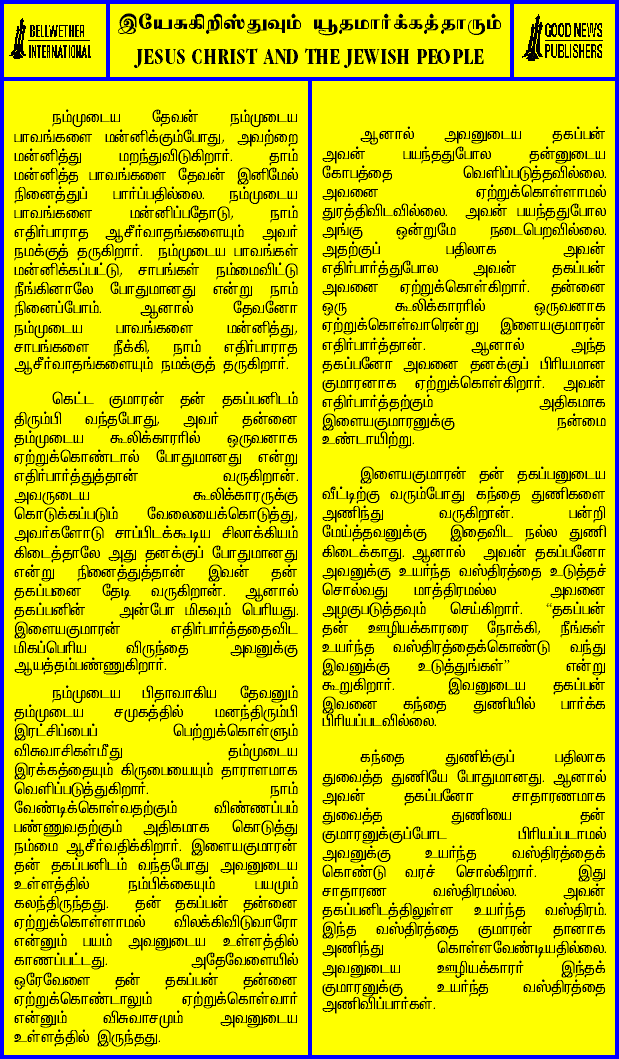 BELLWETHER
INTERNATIONAL
இயேசுகிறிஸ்துவும் யூதமார்க்கத்தாரும்
JESUS CHRIST AND THE JEWISH PEOPLE
GOOD NEWS
PUBLISHERS
நம்முடைய தேவன் நம்முடைய
பாவங்களை மன்னிக்கும்போது, அவற்றை
மன்னித்து மறந்துவிடுகிறார். தாம்
மன்னித்த பாவங்களை தேவன் இனிமேல்
நினைத்துப் பார்ப்பதில்லை. நம்முடைய
பாவங்களை மன்னிப்பதோடு, நாம்
எதிர்பாராத ஆசீர்வாதங்களையும் அவர்
நமக்குத் தருகிறார். நம்முடைய பாவங்கள்
மன்னிக்கப்பட்டு, சாபங்கள் நம்மைவிட்டு
நீங்கினாலே போதுமானது என்று நாம்
நினைப்போம். ஆனால் தேவனோ
நம்முடைய பாவங்களை மன்னித்து,
சாபங்களை நீக்கி, நாம் எதிர்பாராத
ஆசீர்வாதங்களையும் நமக்குத் தருகிறார்.
கெட்ட குமாரன் தன் தகப்பனிடம்
திரும்பி வந்தபோது, அவர் தன்னை
தம்முடைய கூலிக்காரரில் ஒருவனாக
ஏற்றுக்கொண்டால் போதுமானது என்று
எதிர்பார்த்துத்தான் வருகிறான்.
அவருடைய கூலிக்காரருக்கு
கொடுக்கப்படும் வேலையைக்கொடுத்து,
அவர்களோடு சாப்பிடக்கூடிய சிலாக்கியம்
கிடைத்தாலே அது தனக்குப் போதுமானது
என்று நினைத்துத்தான் இவன் தன்
தகப்பனை தேடி வருகிறான். ஆனால்
தகப்பனின் அன்போ மிகவும் பெரியது.
இளையகுமாரன் எதிர்பார்த்ததைவிட
மிகப்பெரிய விருந்தை அவனுக்கு
ஆயத்தம்பண்ணுகிறார்.
நம்முடைய பிதாவாகிய தேவனும்
தம்முடைய சமுகத்தில் மனந்திரும்பி
இரட்சிப்பைப் பெற்றுக்கொள்ளும்
விசுவாசிகள்மீது தம்முடைய
இரக்கத்தையும் கிருபையையும் தாராளமாக
வெளிப்படுத்துகிறார். நாம்
வேண்டிக்கொள்வதற்கும் விண்ணப்பம்
பண்ணுவதற்கும் அதிகமாக கொடுத்து
நம்மை ஆசீர்வதிக்கிறார். இளையகுமாரன்
தன் தகப்பனிடம் வந்தபோது அவனுடைய
உள்ளத்தில் நம்பிக்கையும் பயமும்
கலந்திருந்தது. தன் தகப்பன் தன்னை
ஏற்றுக்கொள்ளாமல் விலக்கிவிடுவாரோ
என்னும் பயம் அவனுடைய உள்ளத்தில்
காணப்பட்டது. அதேவேளையில்
ஒரேவேளை தன் தகப்பன் தன்னை
ஏற்றுக்கொண்டாலும் ஏற்றுக்கொள்வார்
என்னும் விசுவாசமும் அவனுடைய
உள்ளத்தில் இருந்தது.
ஆனால் அவனுடைய தகப்பன்
அவன் பயந்ததுபோல தன்னுடைய
கோபத்தை வெளிப்படுத்தவில்லை.
அவனை ஏற்றுக்கொள்ளாமல்
துரத்திவிடவில்லை. அவன் பயந்ததுபோல
அங்கு ஒன்றுமே நடைபெறவில்லை.
அதற்குப் பதிலாக அவன்
எதிர்பார்த்துபோல அவன் தகப்பன்
அவனை ஏற்றுக்கொள்கிறார். தன்னை
ஒரு கூலிக்காரரில் ஒருவனாக
ஏற்றுக்கொள்வாரென்று இளையகுமாரன்
எதிர்பார்த்தான். ஆனால் அந்த
தகப்பனோ அவனை தனக்குப் பிரியமான
குமாரனாக ஏற்றுக்கொள்கிறார். அவன்
எதிர்பார்த்தற்கும் அதிகமாக
இளையகுமாரனுக்கு நன்மை
உண்டாயிற்று.
இளையகுமாரன் தன் தகப்பனுடைய
வீட்டிற்கு வரும்போது கந்தை துணிகளை
அணிந்து வருகிறான். பன்றி
மேய்த்தவனுக்கு இதைவிட நல்ல துணி
கிடைக்காது. ஆனால் அவன் தகப்பனோ
அவனுக்கு உயர்ந்த வஸ்திரத்தை உடுத்தச்
சொல்வது மாத்திரமல்ல அவனை
அழகுபடுத்தவும் செய்கிறார். “தகப்பன்
தன் ஊழியக்காரரை நோக்கி, நீங்கள்
உயர்ந்த வஸ்திரத்தைக்கொண்டு வந்து
இவனுக்கு உடுத்துங்கள்” என்று
கூறுகிறார். இவனுடைய தகப்பன்
இவனை கந்தை துணியில் பார்க்க
பிரியப்படவில்லை.
கந்தை துணிக்குப் பதிலாக
துவைத்த துணியே போதுமானது. ஆனால்
அவன் தகப்பனோ சாதாரணமாக
துவைத்த துணியை தன்
குமாரனுக்குப்போட பிரியப்படாமல்
அவனுக்கு உயர்ந்த வஸ்திரத்தைக்
கொண்டு வரச் சொல்கிறார். இது
சாதாரண வஸ்திரமல்ல. அவன்
தகப்பனிடத்திலுள்ள உயர்ந்த வஸ்திரம்.
இந்த வஸ்திரத்தை குமாரன் தானாக
அணிந்து கொள்ளவேண்டியதில்லை.
அவனுடைய ஊழியக்காரர் இந்தக்
குமாரனுக்கு உயர்ந்த வஸ்திரத்தை
அணிவிப்பார்கள்.